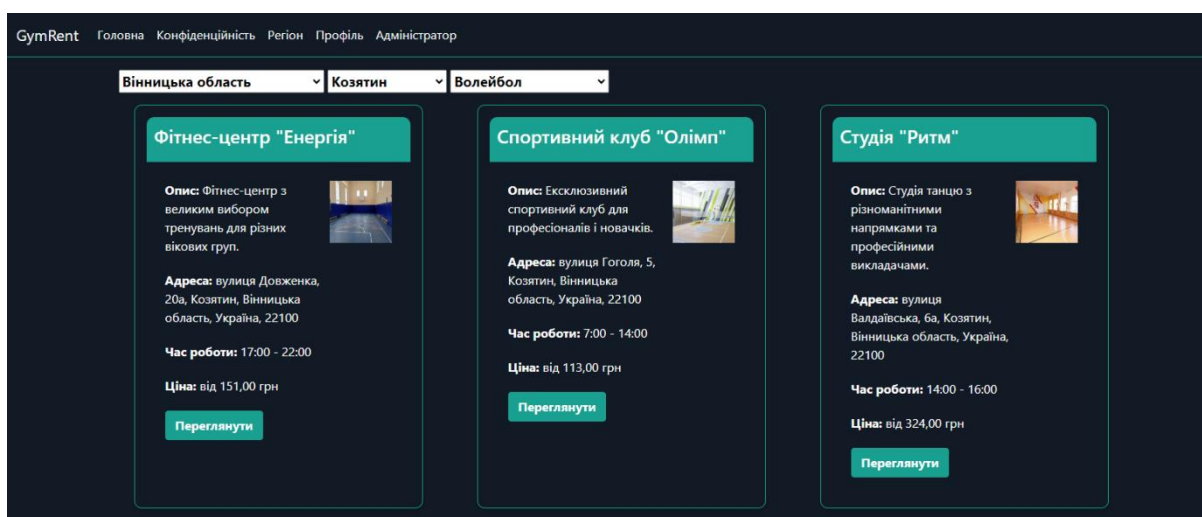 GymRent Головна Конфіденційність Регіон Профіль Адміністратор
Вінницька область Козятин Волейбол
Фітнес-центр "Енергія"
Опис: Фітнес-центр з
великим вибором
тренувань для різних
вікових груп.
Адреса: вулиця Довженка,
20а, Козятин, Вінницька
область, Україна, 22100
Час роботи: 17:00 - 22:00
Ціна: від 151,00 грн
Переглянути
Спортивний клуб "Олімп"
Опис: Ексклюзивний
спортивний клуб для
професіоналів і новачків.
Адреса: вулиця Гоголя, 5,
Козятин, Вінницька
область, Україна, 22100
Час роботи: 7:00 - 14:00
Ціна: від 113,00 грн
Переглянути
Студія "Ритм"
Опис: Студія танцю з
різноманітними
напрямками та
професійними
викладачами.
Адреса: вулиця
Валдаївська, 6а, Козятин,
Вінницька область, Україна,
22100
Час роботи: 14:00 - 16:00
Ціна: від 324,00 грн
Переглянути